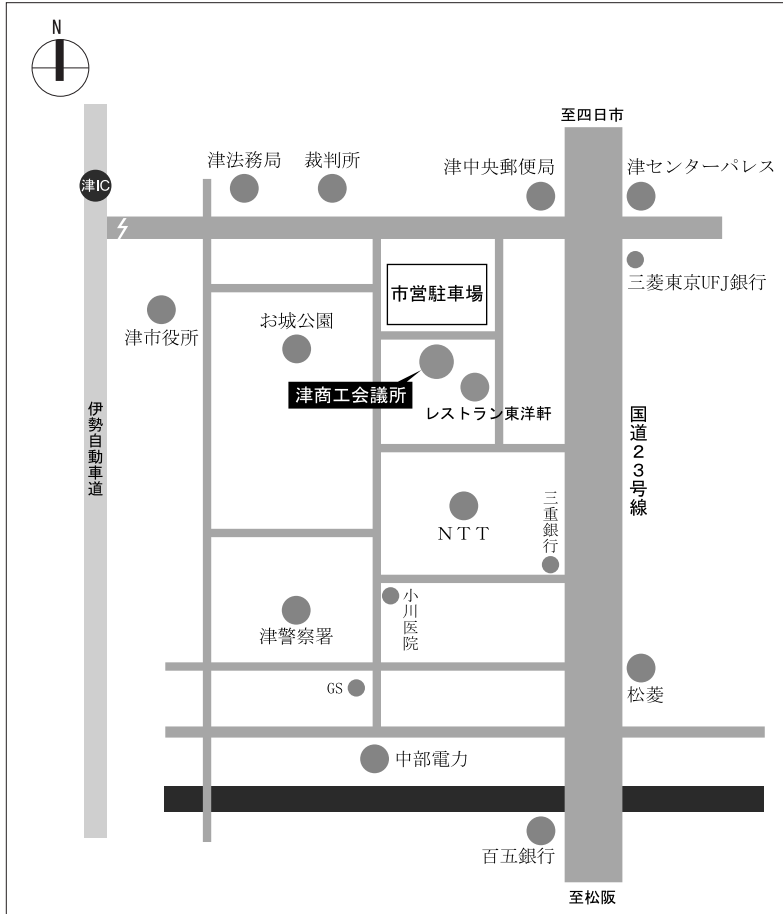 N
至四日市
津法務局
裁判所
津中央郵便局
津センターパレス
津IC
三菱東京UFJ銀行
市営駐車場
津市役所
お城公園
津商工会議所
レストラン東洋軒
伊勢自動車道
国道23号線
NTT
三重銀行
小川医院
津警察署
GS
松菱
中部電力
百五銀行
至松阪